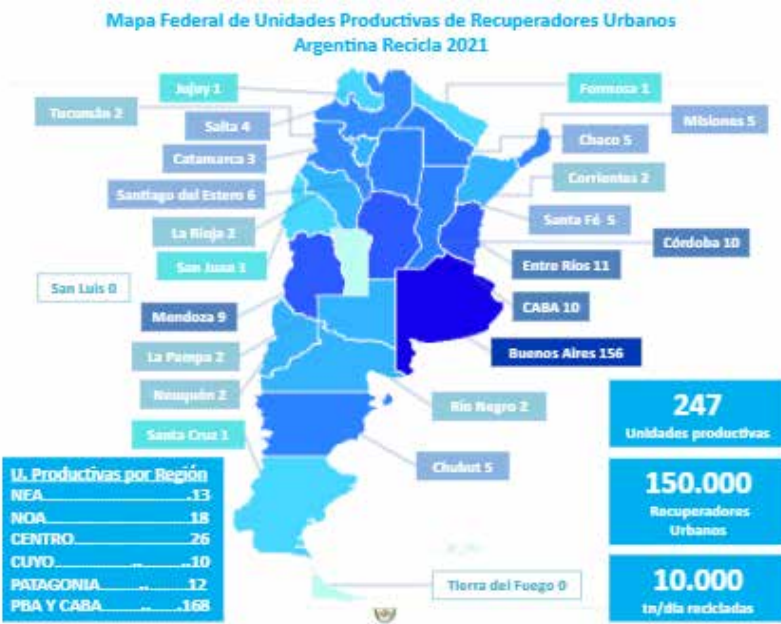 Mapa Federal de Unidades Productivas de Recuperadores Urbanos
Argentina Recicla 2021
Jujuy 1
Formosa 1
Tucumán 2
Salta 4
Misiones 5
Chaco 5
Catamarca 3
Corrientes 2
Santiago del Estero 6
Santa Fé 5
La Rioja 2
Córdoba 10
San Juan 1
Entre Ríos 11
San Luis 0
CABA 10
Mendoza 9
Buenos Aires 156
La Pampa 2
Neuquén 2
Río Negro 2
Santa Cruz 1
Chubut 5
247
Unidades productivas
150.000
Recuperadores
Urbanos
10.000
tn/día recicladas
U. Productivas por Región
NEA.................13
NOA.................18
CENTRO..............26
CUYO................10
PATAGONIA...........12
PBA Y CABA..........168
Tierra del Fuego 0